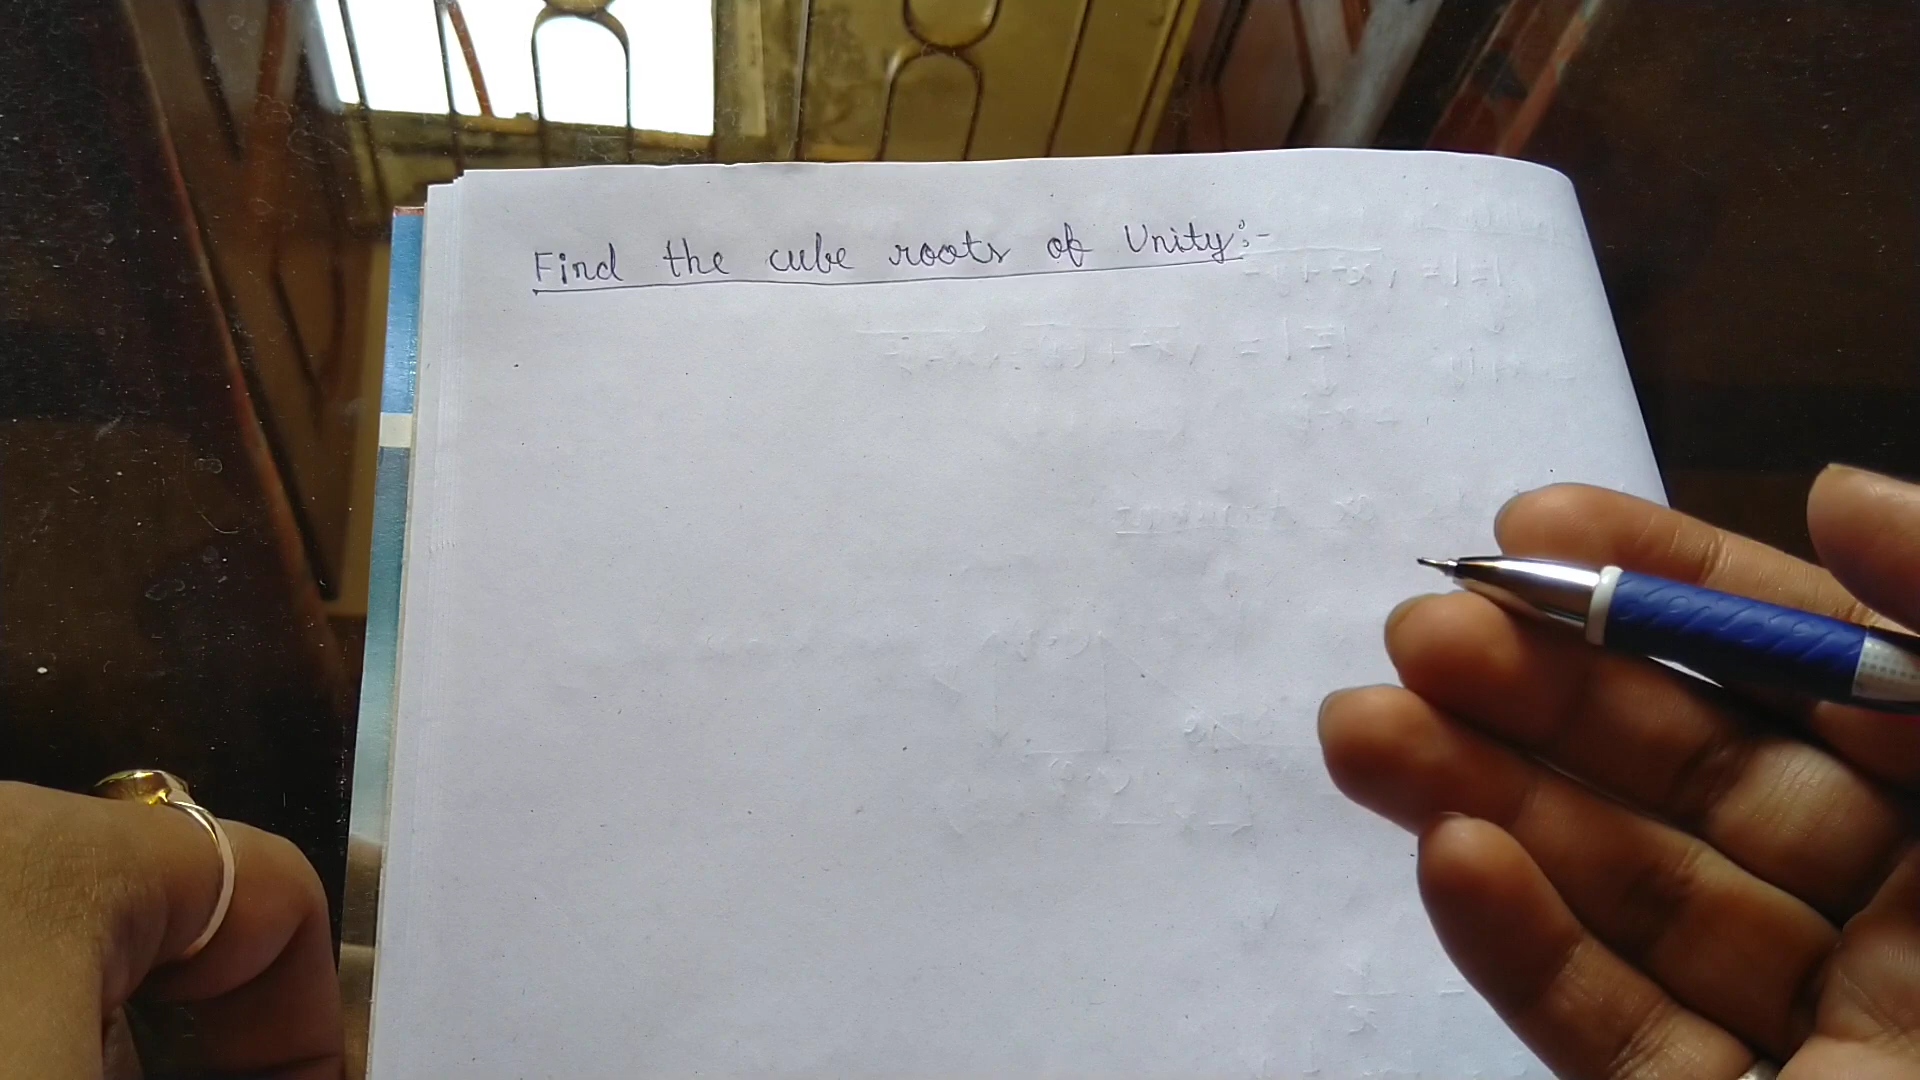 Find the cube roots of Unity:-